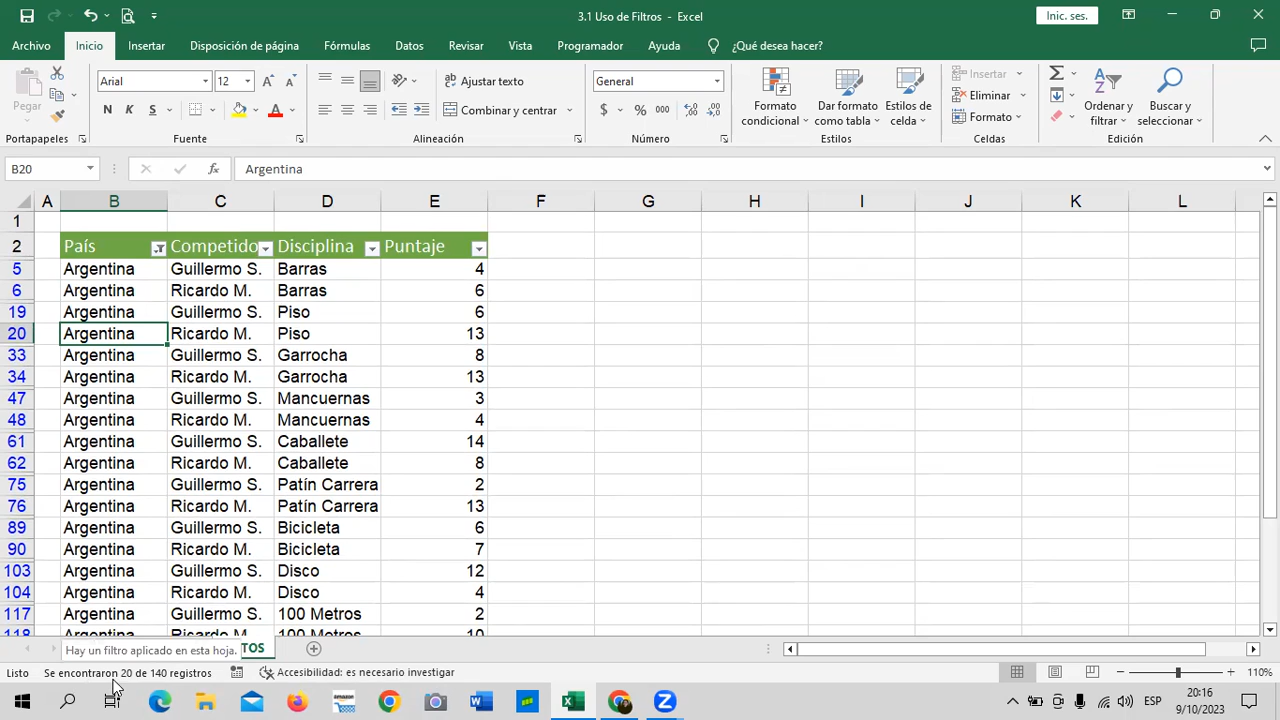 3.1 Uso de Filtros - Excel
Inic. ses.
Archivo Inicio Insertar Disposición de página Fórmulas Datos Revisar Vista Programador Ayuda ¿Qué desea hacer?
Pegar
Arial 12
N K S
Ajustar texto
Combinar y centrar
General
$ % 000
Formato condicional
Dar formato como tabla
Estilos de celda
Insertar
Eliminar
Formato
Ordenar y filtrar
Buscar y seleccionar
Portapapeles Fuente Alineación Número Estilos Celdas Edición
B20 fx Argentina
A B C D E F G H I J K L
1
2 País Competido Disciplina Puntaje
5 Argentina Guillermo S. Barras 4
6 Argentina Ricardo M. Barras 6
19 Argentina Guillermo S. Piso 6
20 Argentina Ricardo M. Piso 13
33 Argentina Guillermo S. Garrocha 8
34 Argentina Ricardo M. Garrocha 13
47 Argentina Guillermo S. Mancuernas 3
48 Argentina Ricardo M. Mancuernas 4
61 Argentina Guillermo S. Caballete 14
62 Argentina Ricardo M. Caballete 8
75 Argentina Guillermo S. Patín Carrera 2
76 Argentina Ricardo M. Patín Carrera 13
89 Argentina Guillermo S. Bicicleta 6
90 Argentina Ricardo M. Bicicleta 7
103 Argentina Guillermo S. Disco 12
104 Argentina Ricardo M. Disco 4
117 Argentina Guillermo S. 100 Metros 2
118 Argentina Ricardo M. 100 Metros 10
Hay un filtro aplicado en esta hoja. TOS
Listo Se encontraron 20 de 140 registros Accesibilidad: es necesario investigar 110%
ESP 20:16
9/10/2023